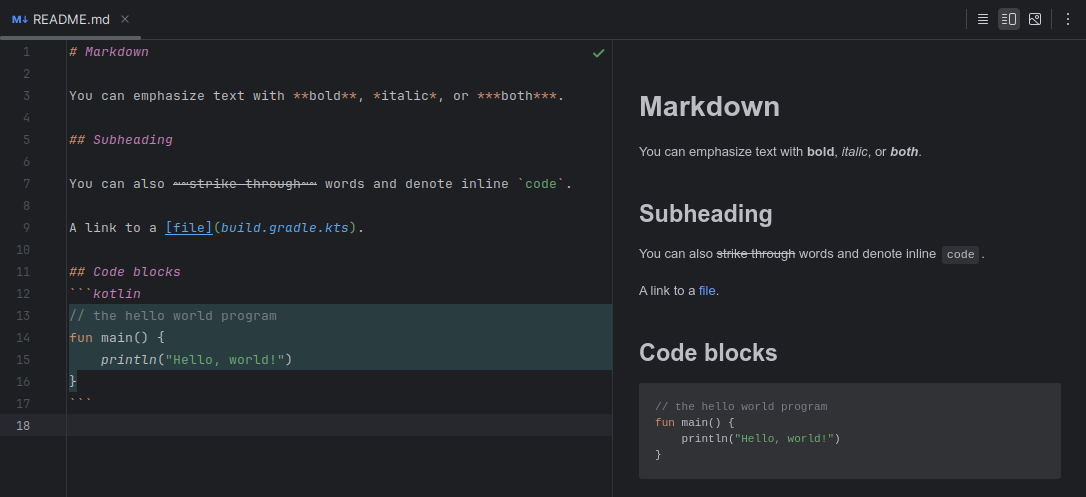 M↓ README.md ×
1 # Markdown
2
3 You can emphasize text with **bold**, *italic*, or ***both***.
4
5 ## Subheading
6
7 You can also ~~strike through~~ words and denote inline `code`.
8
9 A link to a [file](build.gradle.kts).
10
11 ## Code blocks
12 ```kotlin
13 // the hello world program
14 fun main() {
15     println("Hello, world!")
16 }
17 ```
18
Markdown
You can emphasize text with bold, italic, or both.
Subheading
You can also strike through words and denote inline code.
A link to a file.
Code blocks
// the hello world program
fun main() {
    println("Hello, world!")
}